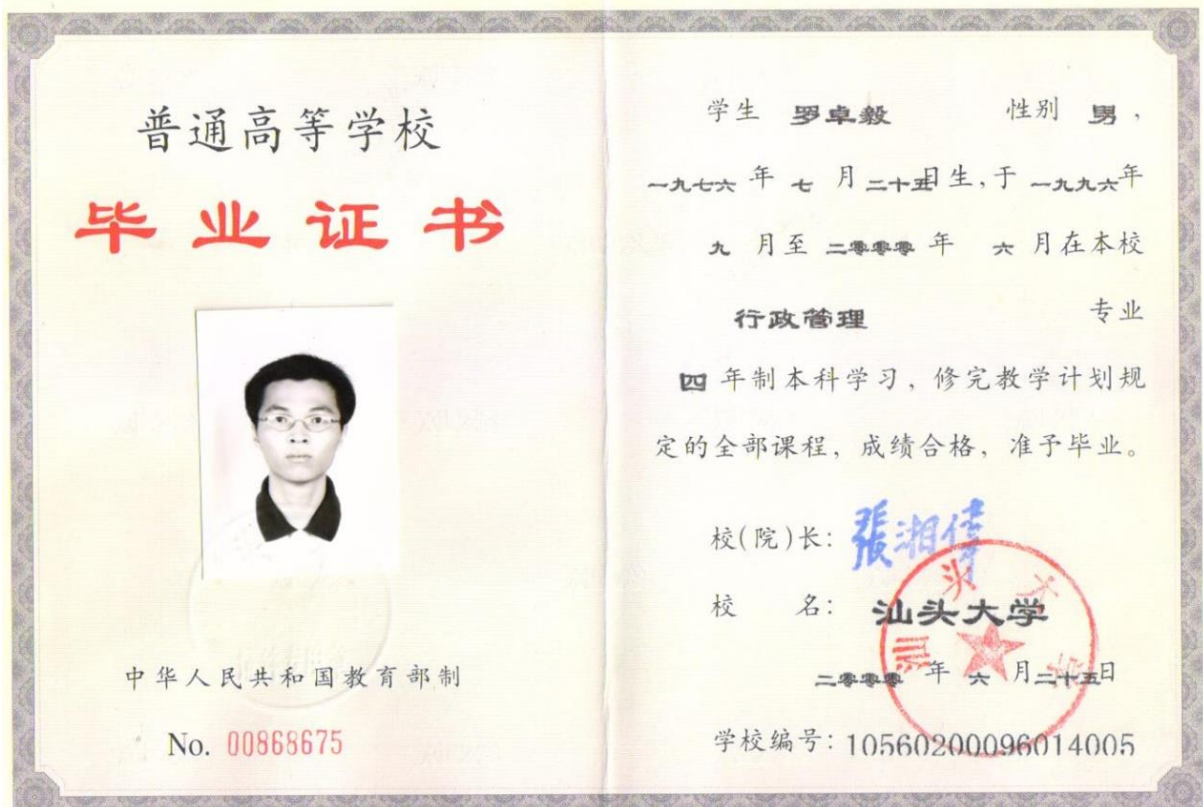 普通高等学校
毕业证书
中华人民共和国教育部制
No. 00868675
学生 罗卓毅 性别 男,
一九七六 年 七 月 二十五日生,于 一九九六年
九 月至 二零零零 年 六 月在本校
行政管理 专业
四 年制本科学习,修完教学计划规
定的全部课程,成绩合格,准予毕业。
校(院)长: 張湘偉
校 名: 汕头大学
汕头大学
二零零零 年 六 月二十五日
学校编号: 10560200096014005